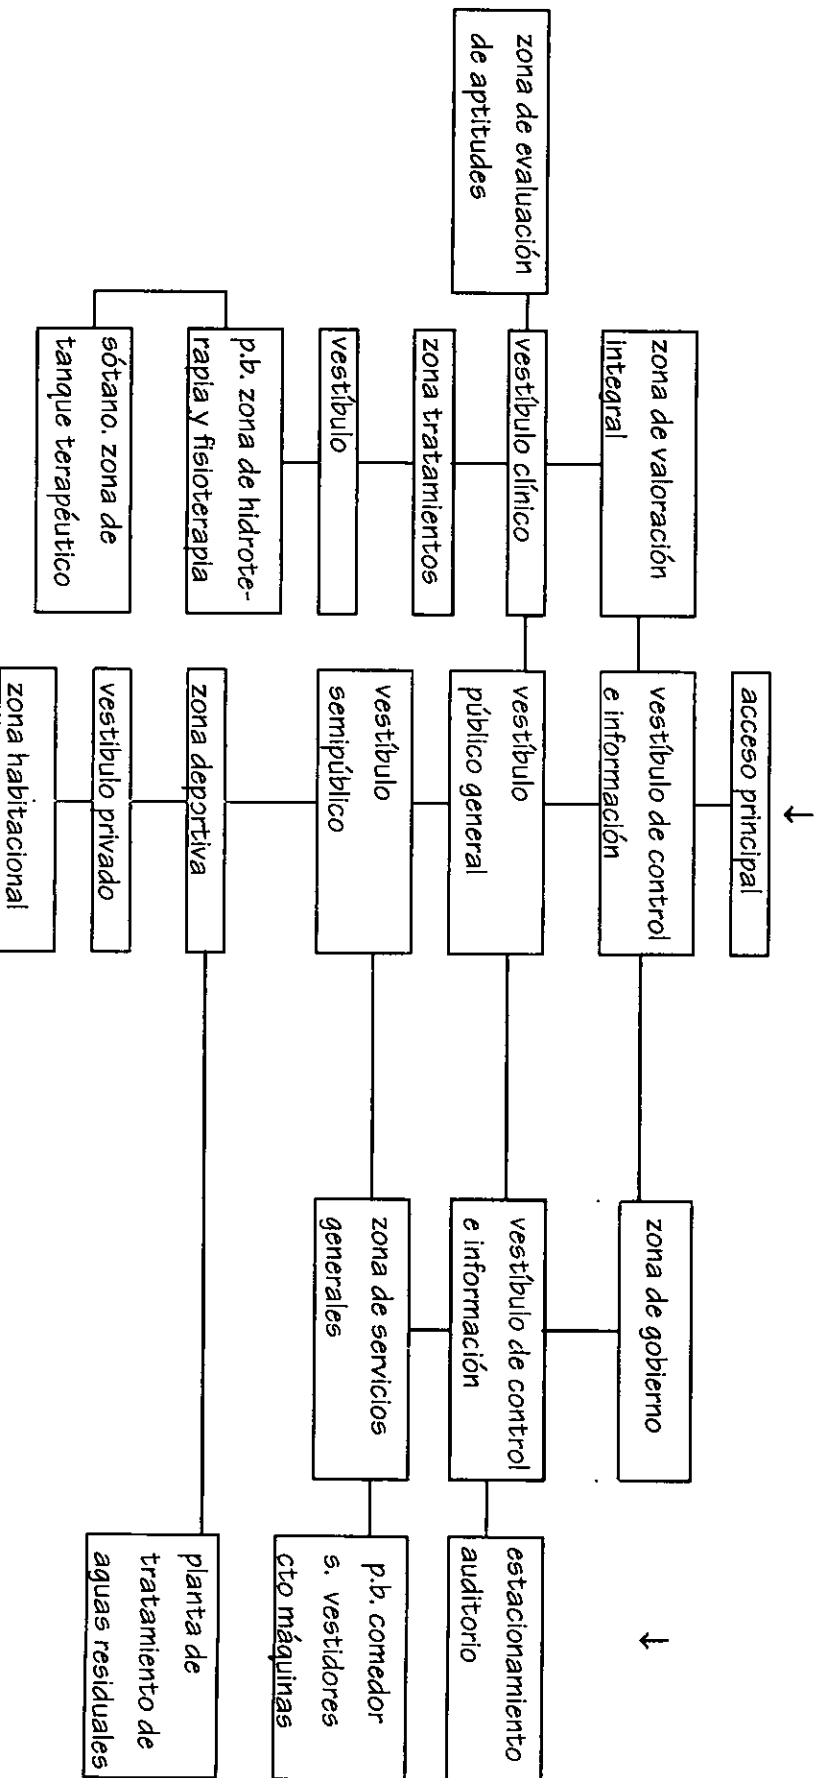 acceso principal
zona de valoración
integral
vestíbulo de control
e información
zona de gobierno
zona de evaluación
de aptitudes
vestíbulo clínico
vestíbulo
público general
vestíbulo de control
e información
estacionamiento
auditorio
zona tratamientos
vestíbulo
vestíbulo
semipúblico
zona de servicios
generales
p.b. comedor
s. vestidores
cto máquinas
p.b. zona de hidrote-
rapia y fisioterapia
zona deportiva
planta de
tratamiento de
aguas residuales
sótano. zona de
tanque terapéutico
vestibulo privado
zona habitacional